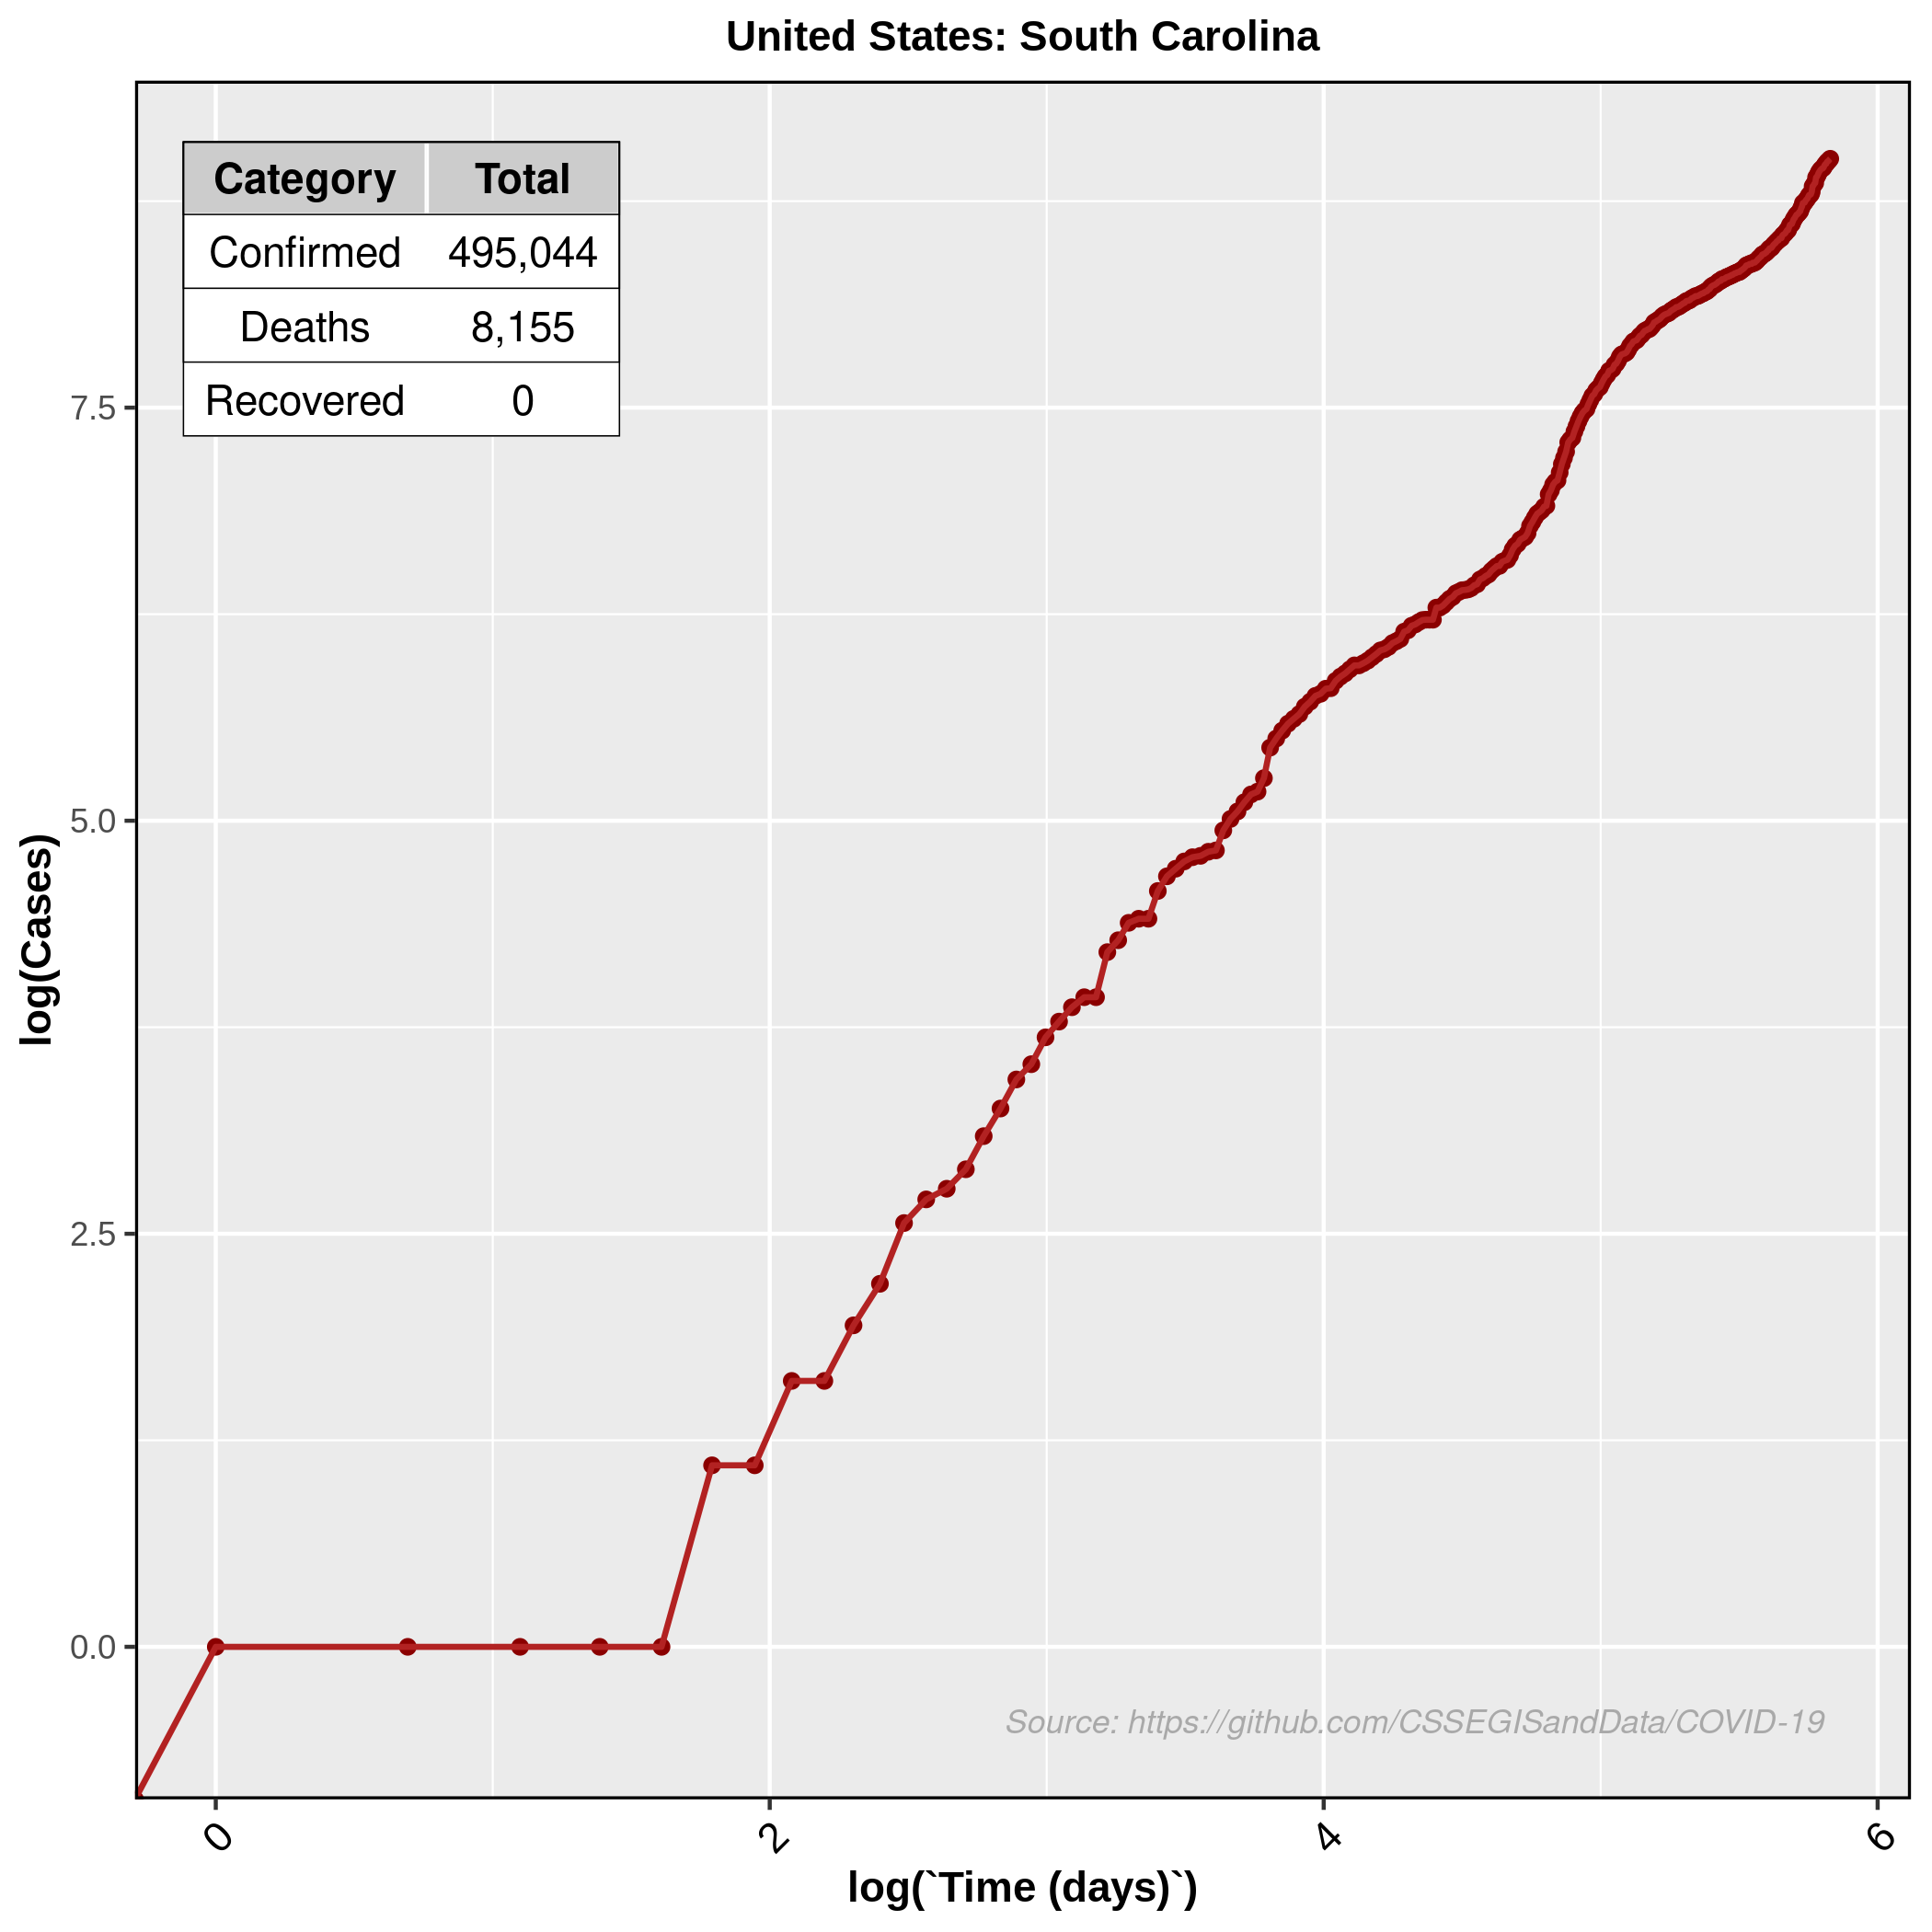 United States: South Carolina
Category Total
Confirmed 495,044
Deaths 8,155
Recovered 0
7.5
5.0
2.5
0.0
log(Cases)
Source: https://github.com/CSSEGISandData/COVID-19
0 2 4 6
log(`Time (days)`)